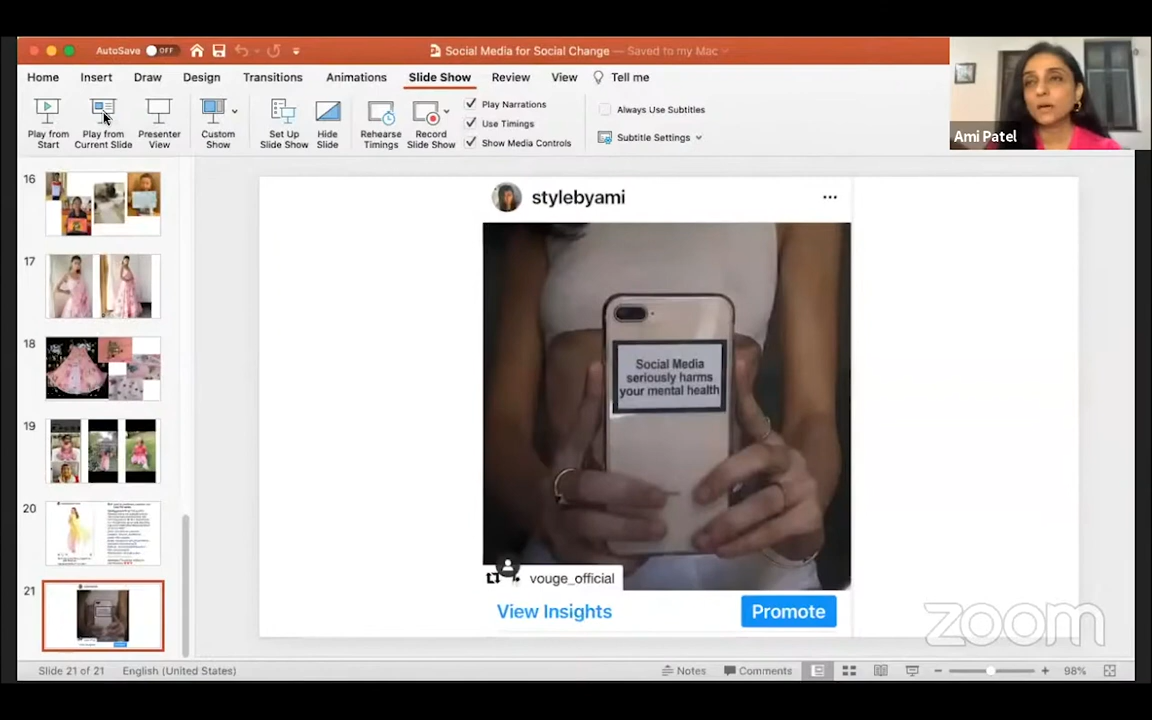 AutoSave OFF
Social Media for Social Change — Saved to my Mac
Home Insert Draw Design Transitions Animations Slide Show Review View Tell me
Play from Start
Play from Current Slide
Presenter View
Custom Show
Set Up Slide Show
Hide Slide
Rehearse Timings
Record Slide Show
Play Narrations
Use Timings
Show Media Controls
Always Use Subtitles
Subtitle Settings
Ami Patel
16
17
18
19
20
21
stylebyami
Social Media
seriously harms
your mental health
vouge_official
View Insights
Promote
zoom
Slide 21 of 21 English (United States)
Notes Comments 98%